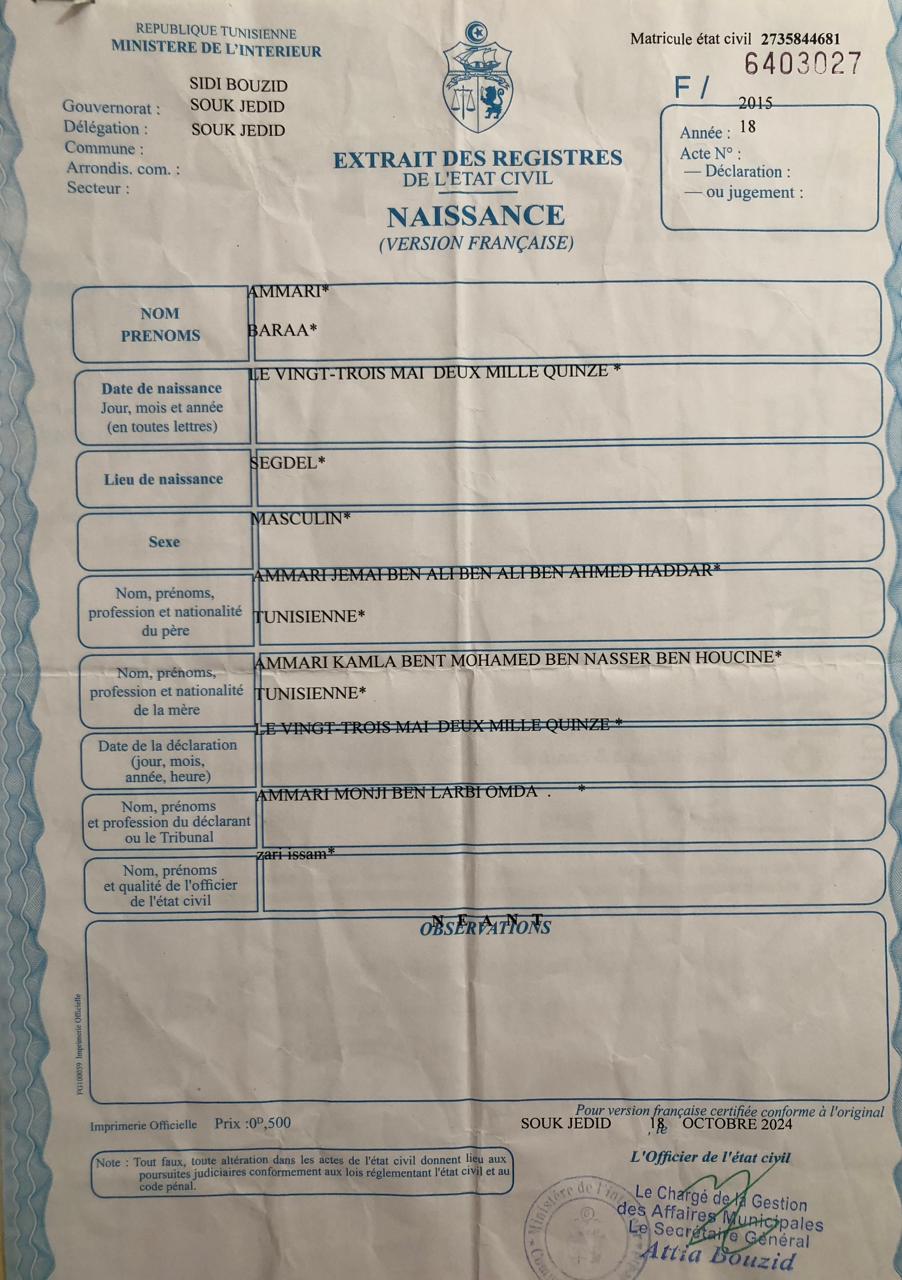 REPUBLIQUE TUNISIENNE
MINISTERE DE L'INTERIEUR
Matricule état civil 2735844681
6403027
F /
SIDI BOUZID
Gouvernorat : SOUK JEDID
Délégation : SOUK JEDID
Commune :
Arrondis. com. :
Secteur :
2015
Année : 18
Acte N° :
— Déclaration :
— ou jugement :
EXTRAIT DES REGISTRES
DE L'ETAT CIVIL
NAISSANCE
(VERSION FRANÇAISE)
NOM
PRENOMS
AMMARI*
BARAA*
Date de naissance
Jour, mois et année
(en toutes lettres)
LE VINGT-TROIS MAI DEUX MILLE QUINZE *
Lieu de naissance
SEGDEL*
Sexe
MASCULIN*
Nom, prénoms,
profession et nationalité
du père
AMMARI JEMAI BEN ALI BEN ALI BEN AHMED HADDAR*
TUNISIENNE*
Nom, prénoms,
profession et nationalité
de la mère
AMMARI KAMLA BENT MOHAMED BEN NASSER BEN HOUCINE*
TUNISIENNE*
Date de la déclaration
(jour, mois,
année, heure)
LE VINGT-TROIS MAI DEUX MILLE QUINZE *
Nom, prénoms
et profession du déclarant
ou le Tribunal
AMMARI MONJI BEN LARBI OMDA . *
Nom, prénoms
et qualité de l'officier
de l'état civil
zari issam*
N E A N T
OBSERVATIONS
FG100039 Imprimerie Officielle
Imprimerie Officielle Prix :0ᴰ,500
Pour version française certifiée conforme à l'original
SOUK JEDID , le 18 OCTOBRE 2024
L'Officier de l'état civil
Note : Tout faux, toute altération dans les actes de l'état civil donnent lieu aux
poursuites judiciaires conformement aux lois réglementant l'état civil et au
code pénal.
Ministère de l'inté
Le Chargé de la Gestion
des Affaires Municipales
Le Secrétaire Général
Attia Bouzid